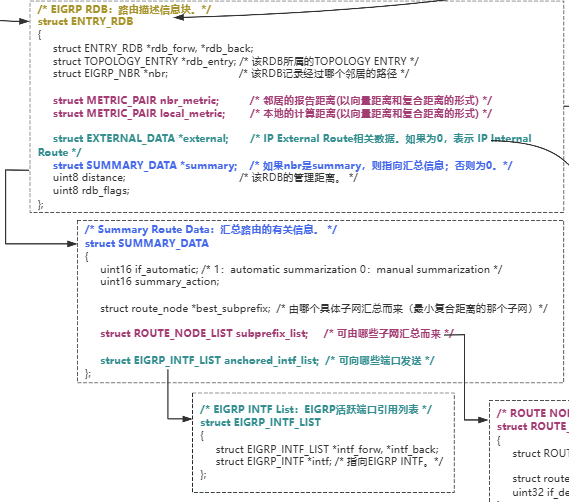 /* EIGRP RDB：路由描述信息块。*/
struct ENTRY_RDB
{
struct ENTRY_RDB *rdb_forw, *rdb_back;
struct TOPOLOGY_ENTRY *rdb_entry; /* 该RDB所属的TOPOLOGY ENTRY */
struct EIGRP_NBR *nbr; /* 该RDB记录经过哪个邻居的路径 */
struct METRIC_PAIR nbr_metric; /* 邻居的报告距离(以向量距离和复合距离的形式) */
struct METRIC_PAIR local_metric; /* 本地的计算距离(以向量距离和复合距离的形式) */
struct EXTERNAL_DATA *external; /* IP External Route相关数据。如果为0，表示 IP Internal
Route */
struct SUMMARY_DATA *summary; /* 如果nbr是summary，则指向汇总信息；否则为0。*/
uint8 distance; /* 该RDB的管理距离。 */
uint8 rdb_flags;
};
/* Summary Route Data：汇总路由的有关信息。 */
struct SUMMARY_DATA
{
uint16 if_automatic; /* 1：automatic summarization 0：manual summarization */
uint16 summary_action;
struct route_node *best_subprefix; /* 由哪个具体子网汇总而来（最小复合距离的那个子网）*/
struct ROUTE_NODE_LIST subprefix_list; /* 可由哪些子网汇总而来 */
struct EIGRP_INTF_LIST anchored_intf_list; /* 可向哪些端口发送 */
};
/* EIGRP INTF List：EIGRP活跃端口引用列表 */
struct EIGRP_INTF_LIST
{
struct EIGRP_INTF_LIST *intf_forw, *intf_back;
struct EIGRP_INTF *intf; /* 指向EIGRP INTF。*/
};
/* ROUTE NOD
struct ROUTE_
{
struct ROUT
struct route
uint32 if_de